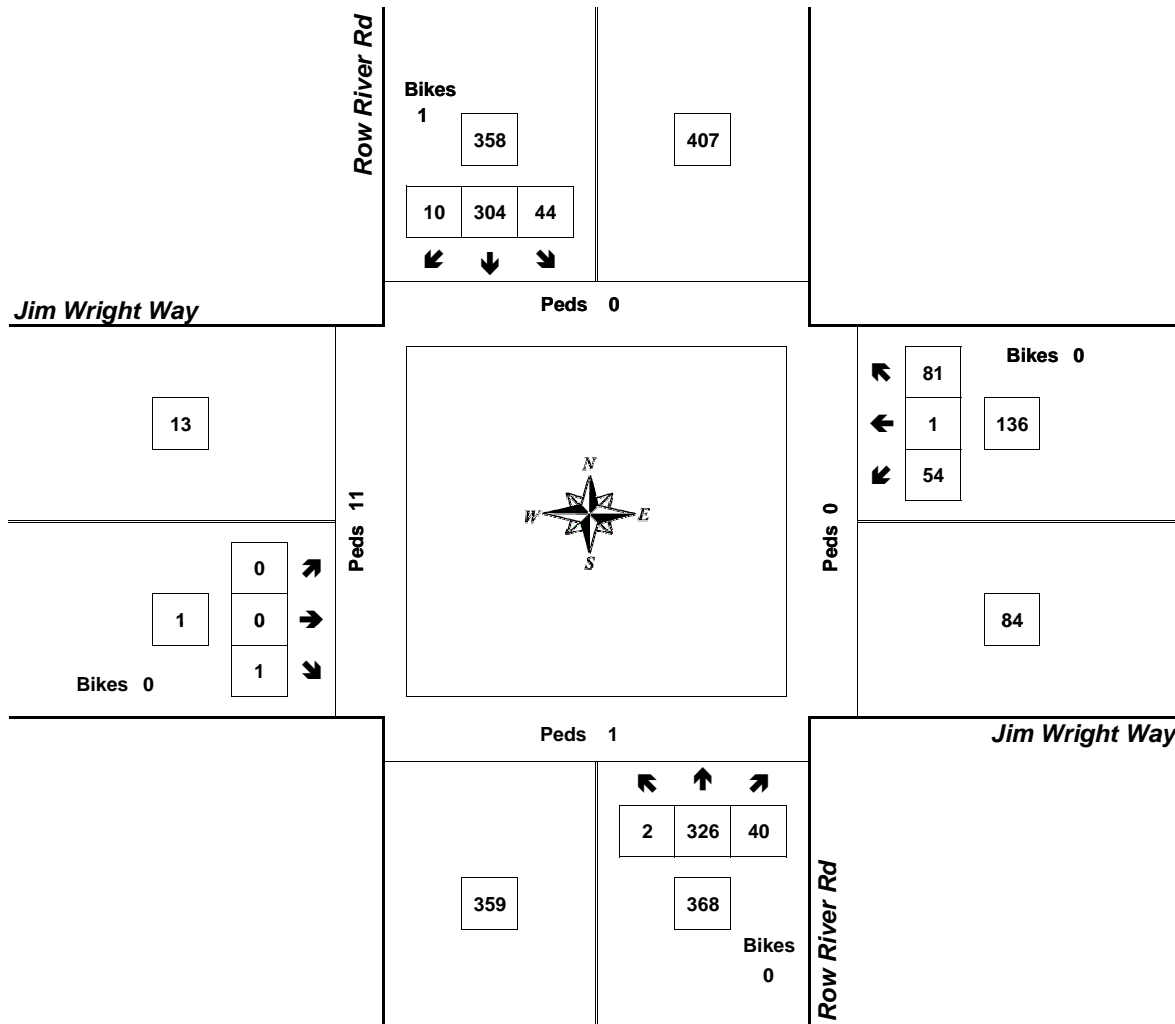 Row River Rd
Bikes
1
358
407
10 304 44
Peds 0
Jim Wright Way
Bikes 0
81
13
1
136
54
N
W E
S
Peds 11
Peds 0
0
1
0
84
1
Bikes 0
Peds 1
Jim Wright Way
2 326 40
359
368
Row River Rd
Bikes
0